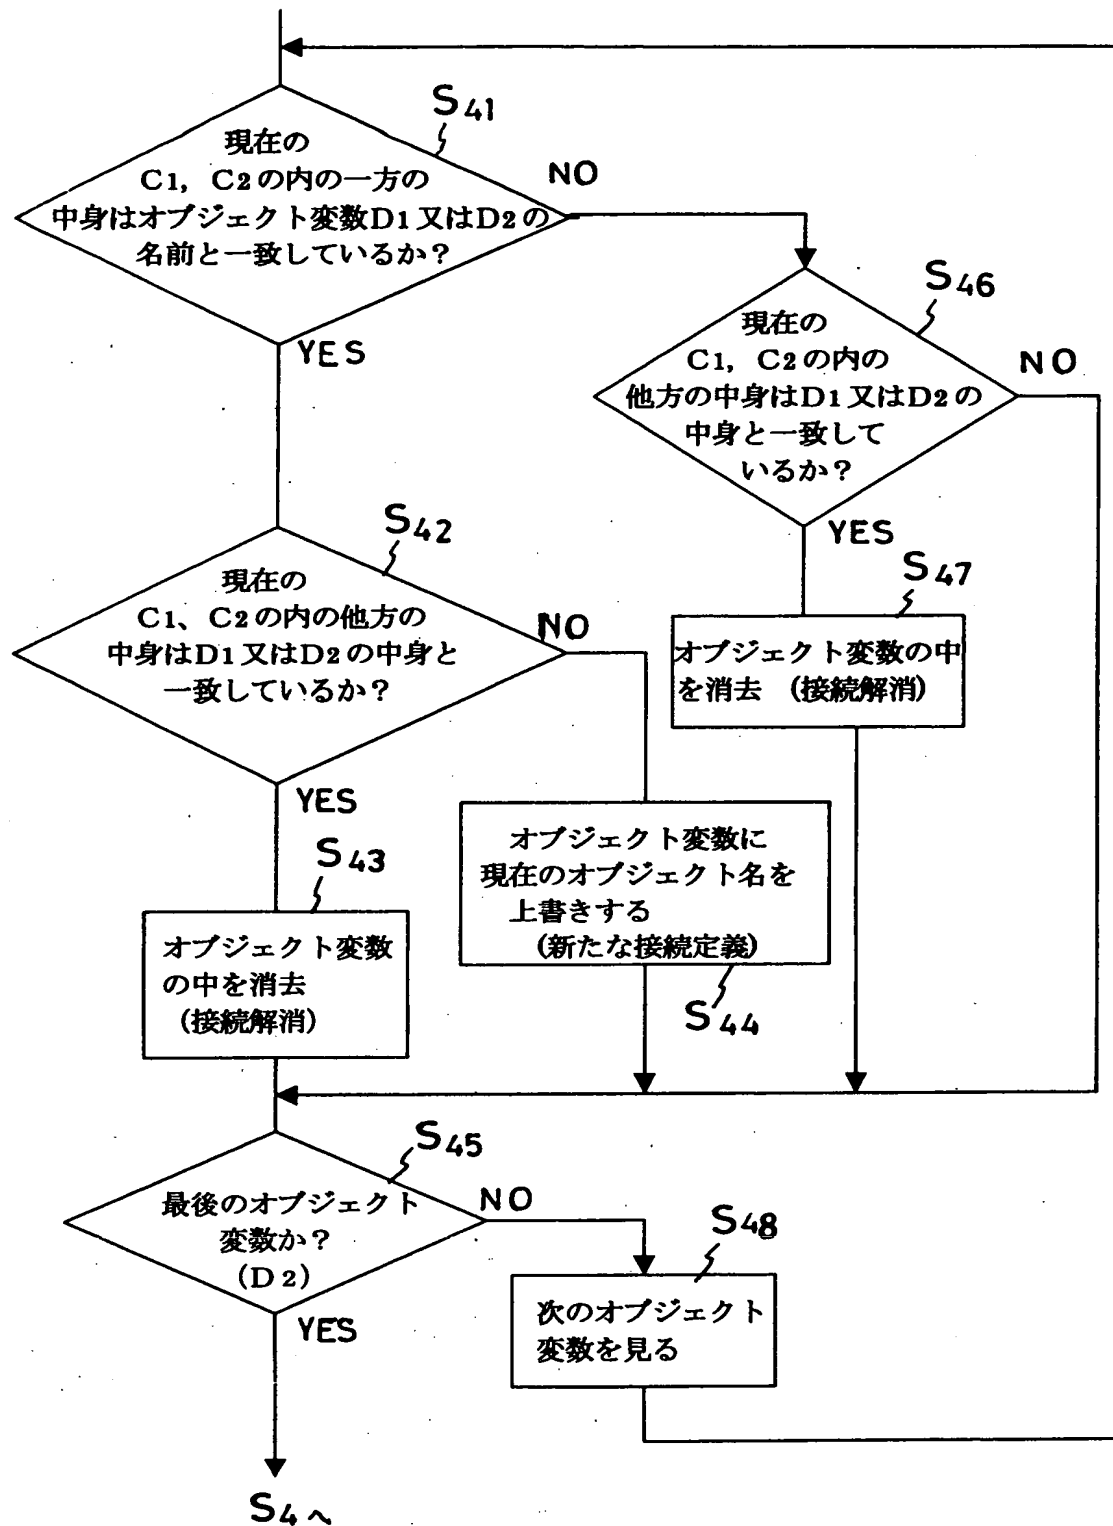 S41
現在の
C1, C2の内の一方の
中身はオブジェクト変数D1又はD2の
名前と一致しているか?
NO
YES
S46
現在の
C1, C2の内の
他方の中身はD1又はD2の
中身と一致して
いるか?
NO
YES
S42
現在の
C1、C2の内の他方の
中身はD1又はD2の中身と
一致しているか?
NO
YES
S47
オブジェクト変数の中
を消去 (接続解消)
オブジェクト変数に
現在のオブジェクト名を
上書きする
(新たな接続定義)
S44
S43
オブジェクト変数
の中を消去
(接続解消)
S45
最後のオブジェクト
変数か?
(D2)
NO
YES
S48
次のオブジェクト
変数を見る
S4へ